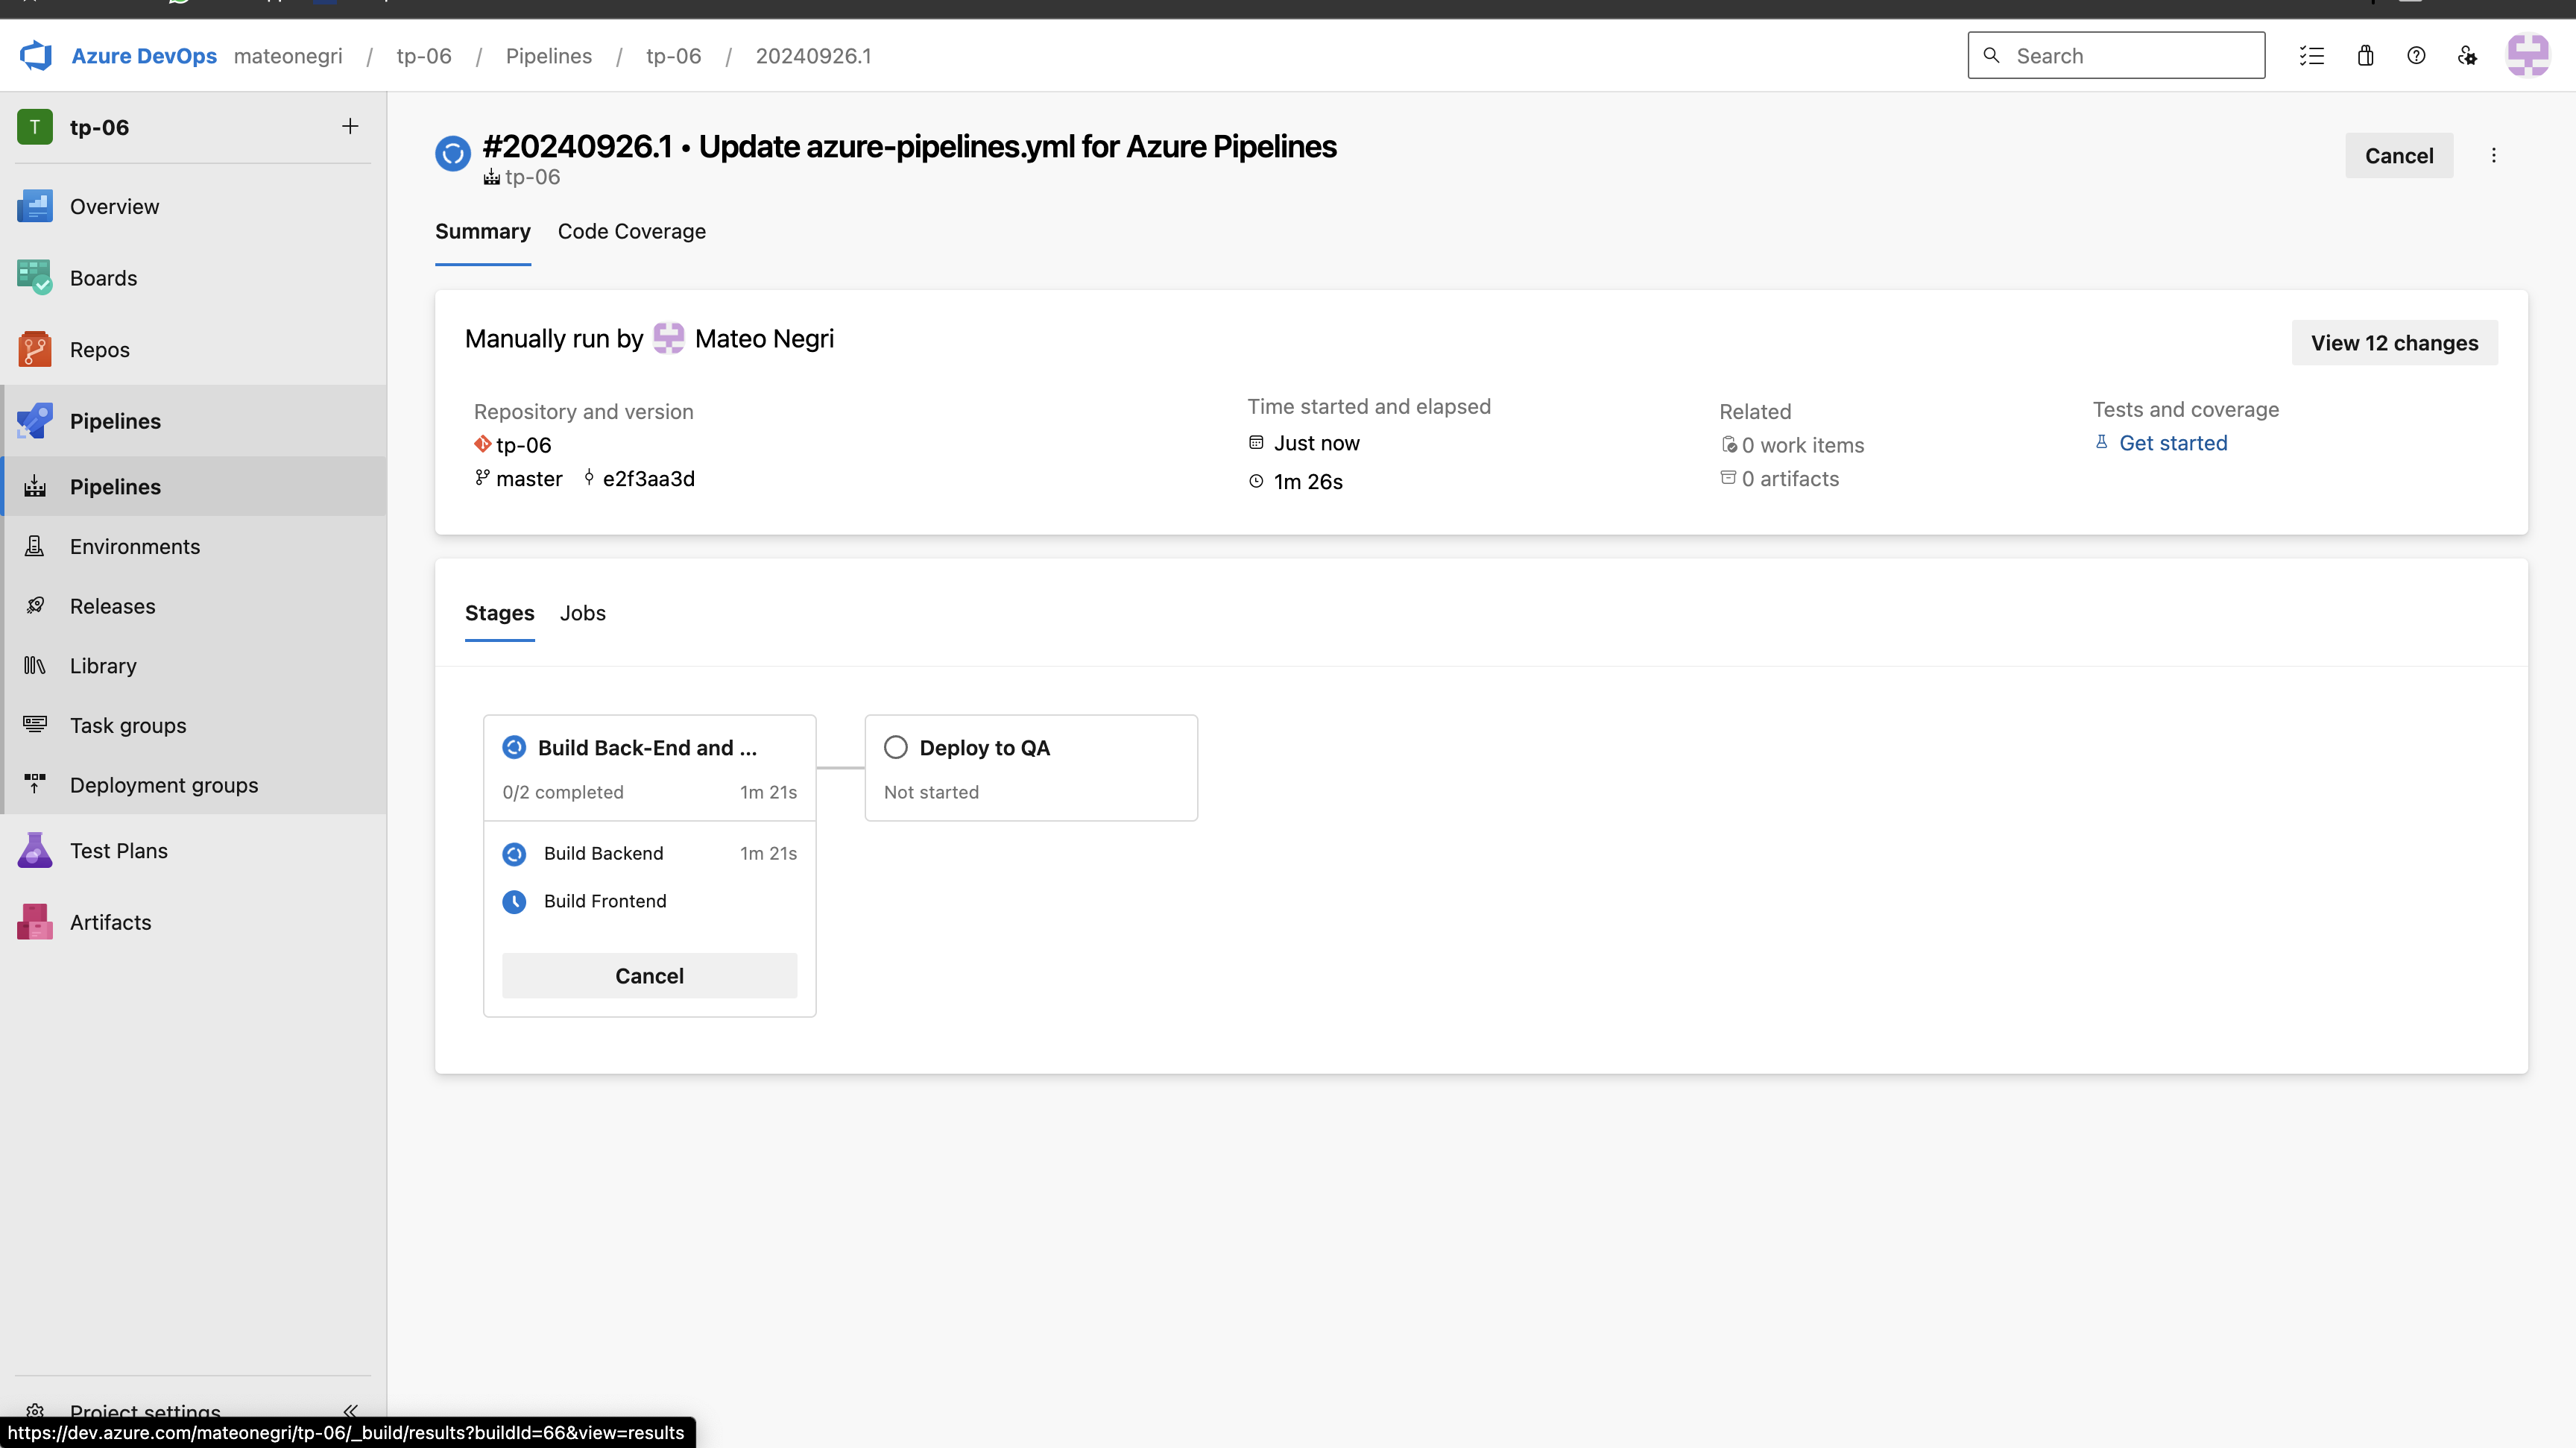 Azure DevOps mateonegri / tp-06 / Pipelines / tp-06 / 20240926.1
Search
T tp-06
Overview
Boards
Repos
Pipelines
Pipelines
Environments
Releases
Library
Task groups
Deployment groups
Test Plans
Artifacts
Project settings
https://dev.azure.com/mateonegri/tp-06/_build/results?buildId=66&view=results
#20240926.1 • Update azure-pipelines.yml for Azure Pipelines
tp-06
Cancel
Summary Code Coverage
Manually run by Mateo Negri
View 12 changes
Repository and version
tp-06
master e2f3aa3d
Time started and elapsed
Just now
1m 26s
Related
0 work items
0 artifacts
Tests and coverage
Get started
Stages Jobs
Build Back-End and ...
0/2 completed 1m 21s
Build Backend 1m 21s
Build Frontend
Cancel
Deploy to QA
Not started